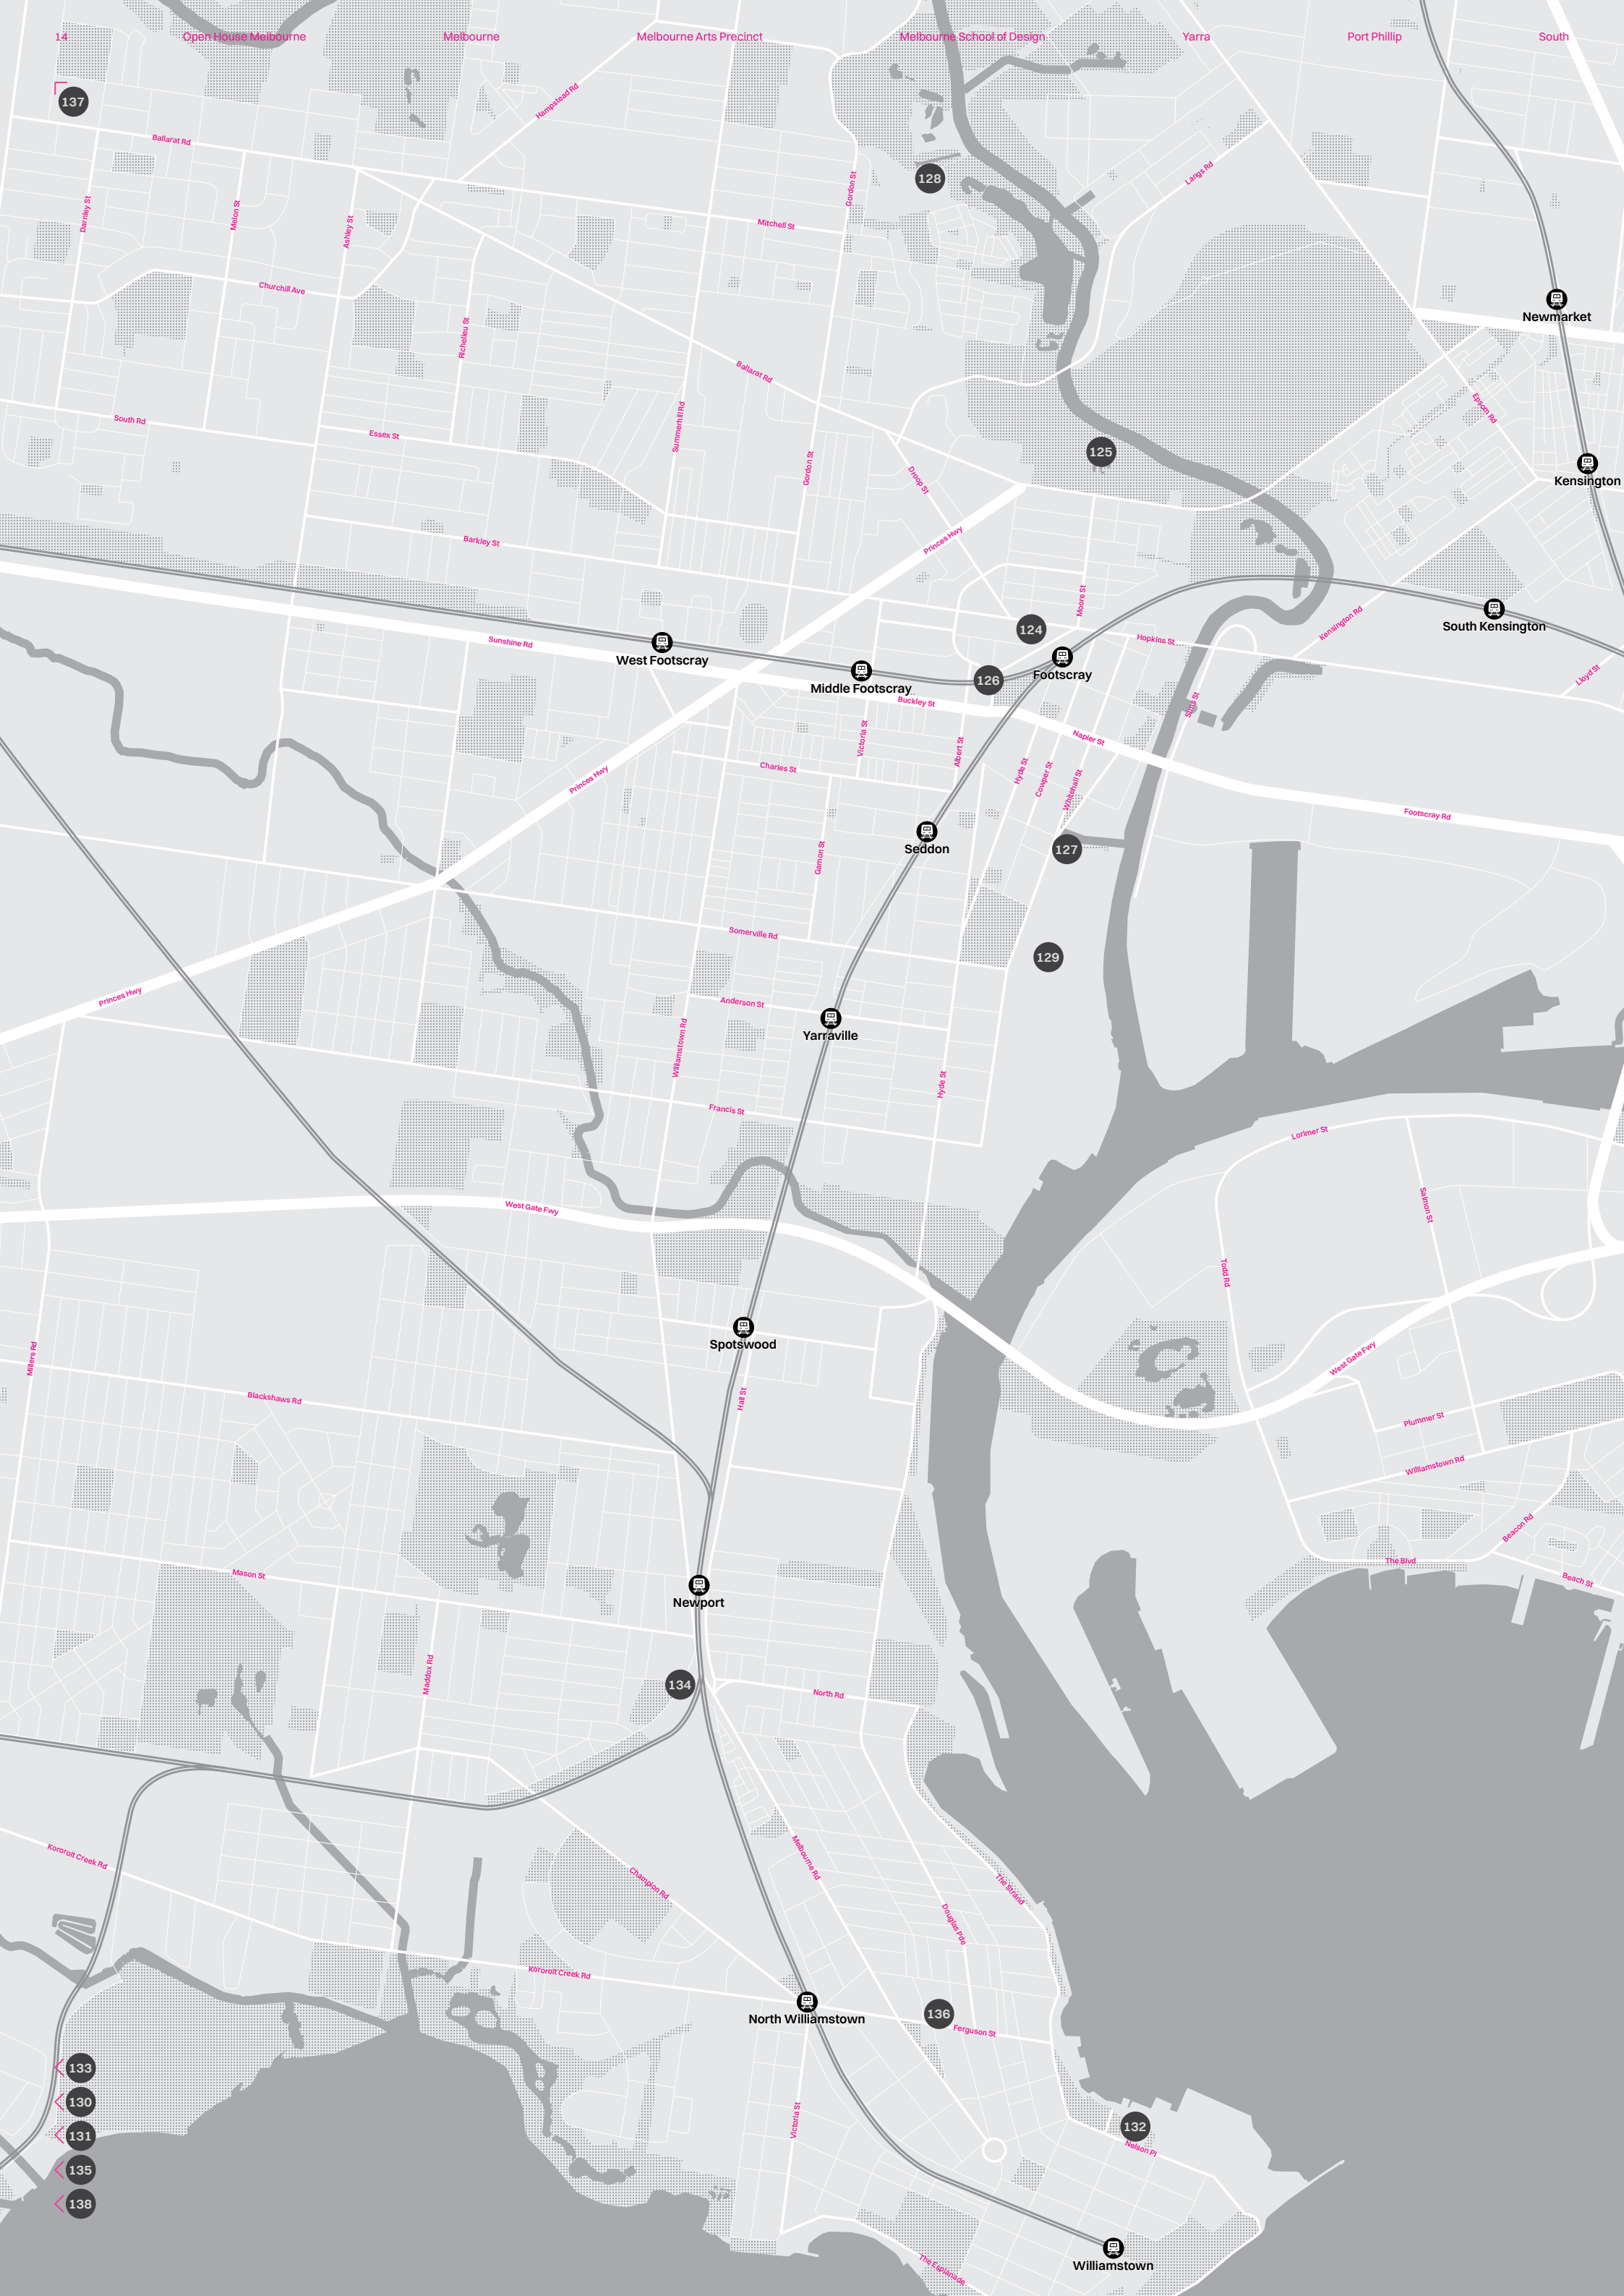 14 Open House Melbourne Melbourne Melbourne Arts Precinct Melbourne School of Design Yarra Port Phillip South
137
Hampstead Rd
Ballarat Rd
128
Langs Rd
Gordon St
Darnley St
Melon St
Ashley St
Mitchell St
Churchill Ave
Newmarket
Richelieu St
Ballarat Rd
Epsom Rd
South Rd
Essex St
Summerhill Rd
Gordon St
125
Droop St
Kensington
Barkley St
Princes Hwy
Moore St
124
South Kensington
Kensington Rd
Hopkins St
Sunshine Rd
West Footscray
Middle Footscray
126
Footscray
Lloyd St
Buckley St
Sims St
Victoria St
Albert St
Napier St
Charles St
Hyde St
Cowper St
Whitehall St
Princes Hwy
Footscray Rd
Seddon
127
Gamon St
Somerville Rd
129
Princes Hwy
Anderson St
Yarraville
Williamstown Rd
Hyde St
Francis St
Lorimer St
West Gate Fwy
Salmon St
Todd Rd
Spotswood
Millers Rd
West Gate Fwy
Blackshaws Rd
Hall St
Plummer St
Williamstown Rd
Beacon Rd
The Blvd
Mason St
Beach St
Newport
Maddox Rd
134
North Rd
Kororoit Creek Rd
Melbourne Rd
Champion Rd
The Strand
Douglas Pde
Kororoit Creek Rd
North Williamstown
136
Ferguson St
133
130
131
135
138
Victoria St
132
Nelson Pl
Williamstown
The Esplanade